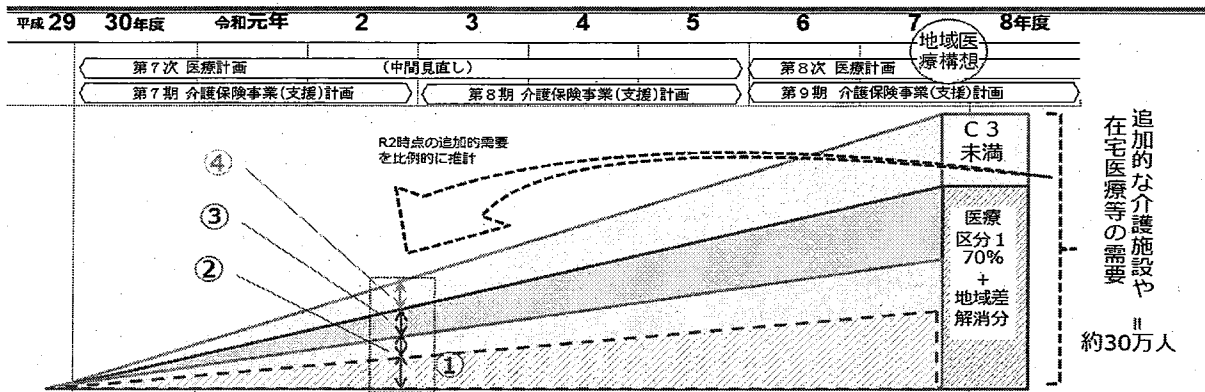 平成29 30年度 令和元年 2 3 4 5 6 7 8年度
地域医
療構想
第7次 医療計画 (中間見直し) 第8次 医療計画
第7期 介護保険事業(支援)計画 第8期 介護保険事業(支援)計画 第9期 介護保険事業(支援)計画
R2時点の追加的需要
を比例的に推計
④
③
②
①
C3
未満
医療
区分1
70%
+
地域差
解消分
追加的な介護施設や
在宅医療等の需要
=
約30万人